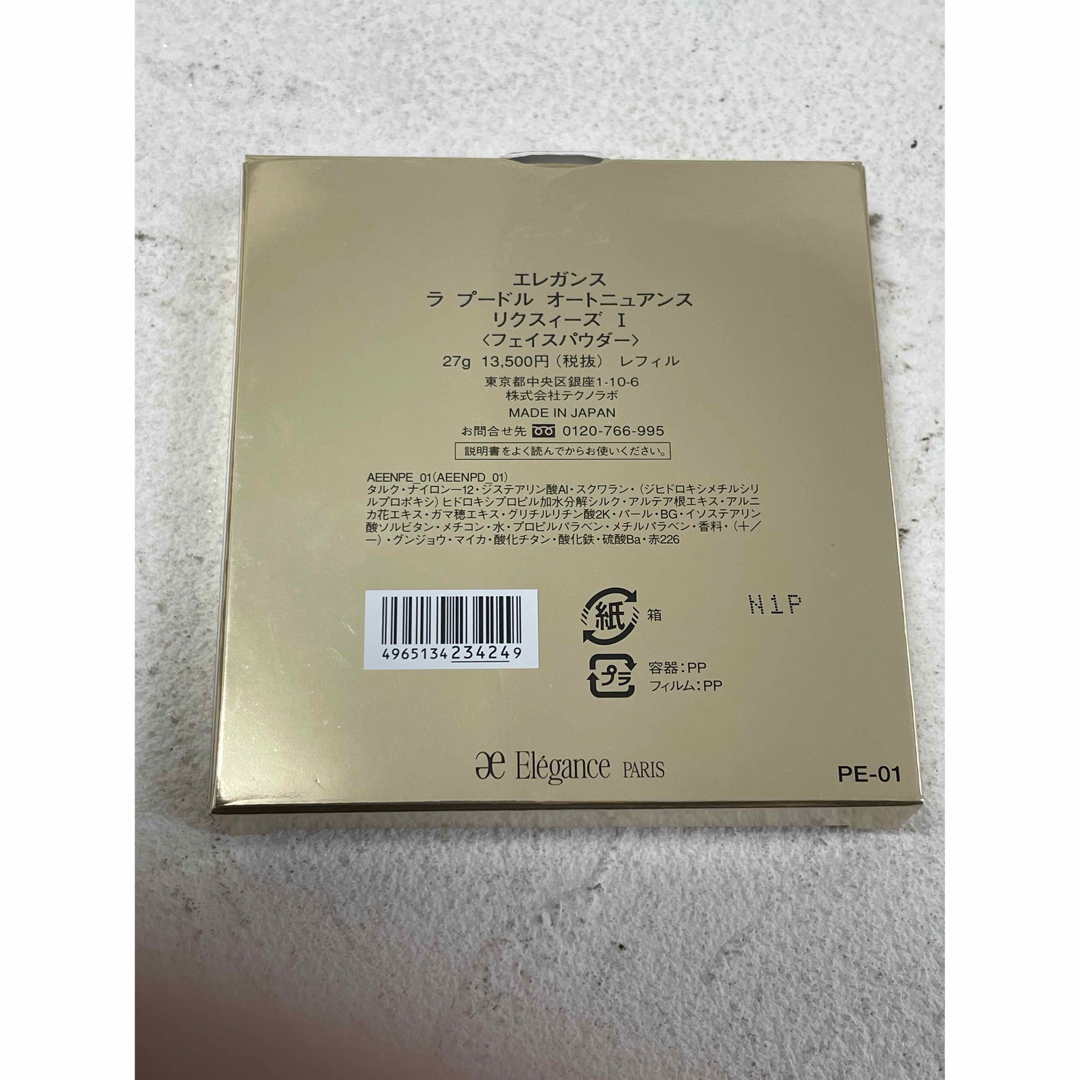 エレガンス
ラ プードル オートニュアンス
リクスィーズ I
〈フェイスパウダー〉
27g 13,500円(税抜) レフィル
東京都中央区銀座1-10-6
株式会社テクノラボ
MADE IN JAPAN
お問合せ先 0120-766-995
説明書をよく読んでからお使いください。
AEENPE_01(AEENPD_01)
タルク・ナイロン-12・ジステアリン酸Al・スクワラン・(ジヒドロキシメチルシリ
ルプロポキシ)ヒドロキシプロピル加水分解シルク・アルテア根エキス・アルニ
カ花エキス・ガマ穂エキス・グリチルリチン酸2K・パール・BG・イソステアリン
酸ソルビタン・メチコン・水・プロピルパラベン・メチルパラベン・香料・(+/
-)・グンジョウ・マイカ・酸化チタン・酸化鉄・硫酸Ba・赤226
4965134234249
紙 箱
プラ 容器:PP
フィルム:PP
N1P
æ Elégance PARIS
PE-01